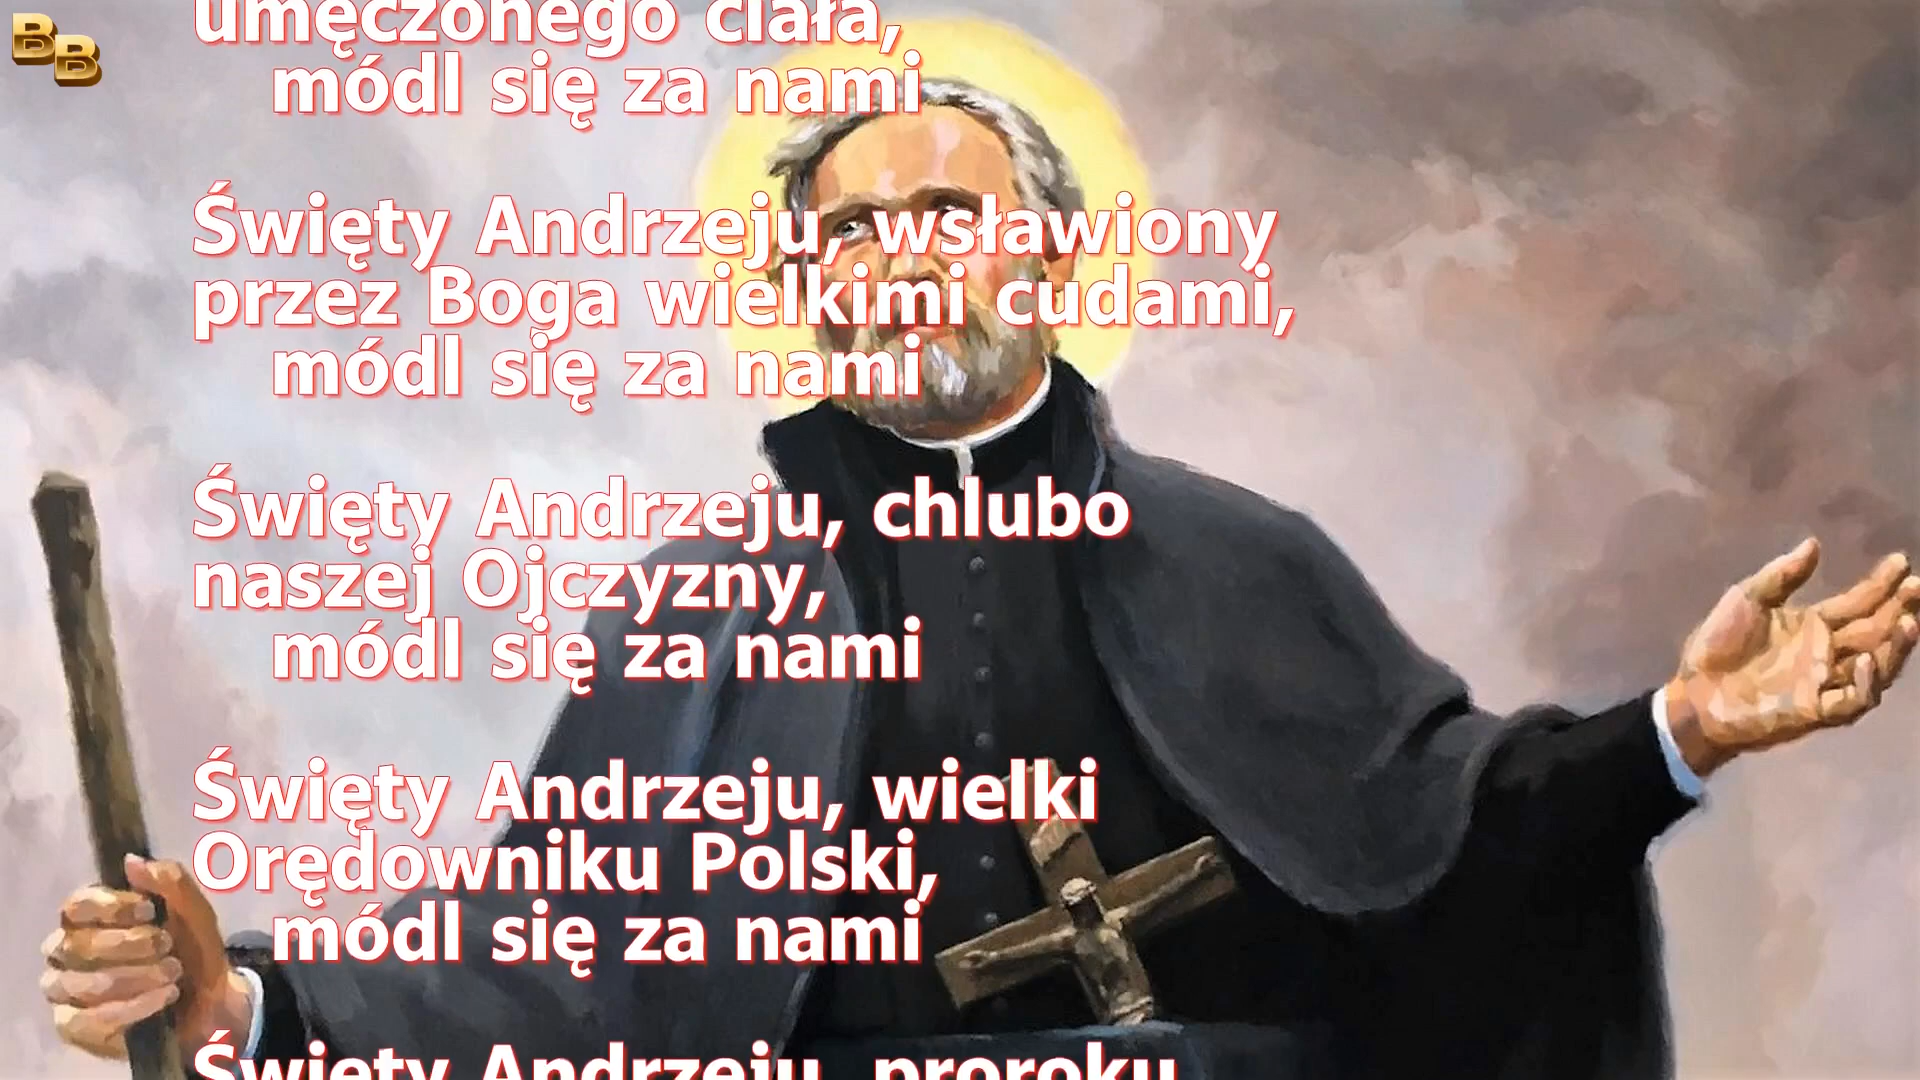 BB
umęczonego ciała,
módl się za nami
Święty Andrzeju, wsławiony
przez Boga wielkimi cudami,
módl się za nami
Święty Andrzeju, chlubo
naszej Ojczyzny,
módl się za nami
Święty Andrzeju, wielki
Orędowniku Polski,
módl się za nami
Święty Andrzeju, proroku